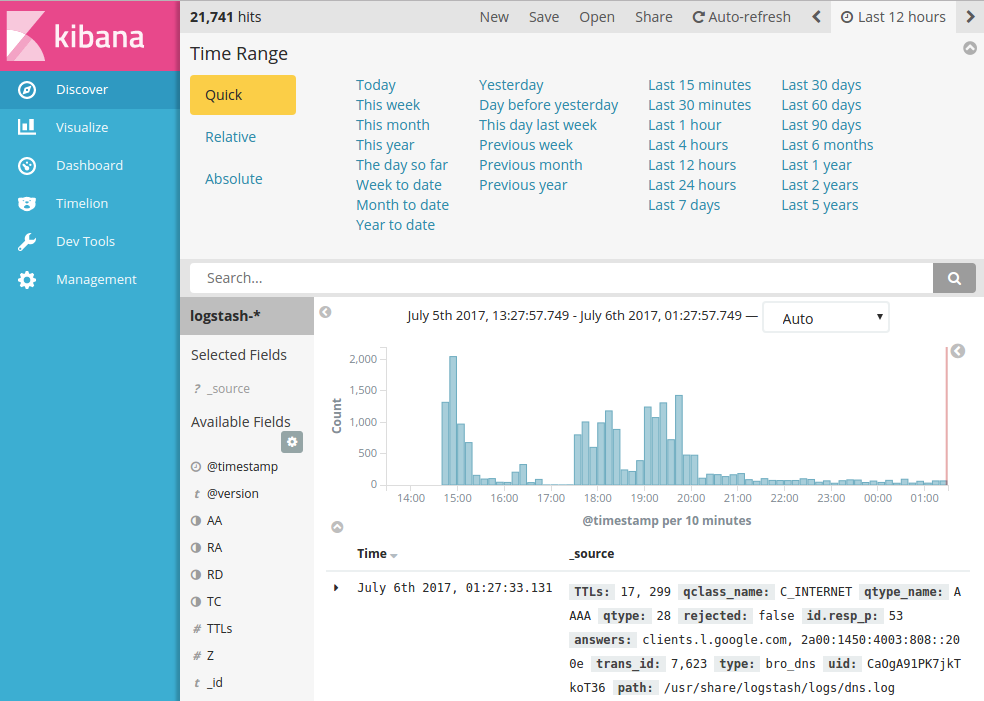 kibana
21,741 hits
New Save Open Share Auto-refresh Last 12 hours
Discover
Visualize
Dashboard
Timelion
Dev Tools
Management
Time Range
Quick
Relative
Absolute
Today
This week
This month
This year
The day so far
Week to date
Month to date
Year to date
Yesterday
Day before yesterday
This day last week
Previous week
Previous month
Previous year
Last 15 minutes
Last 30 minutes
Last 1 hour
Last 4 hours
Last 12 hours
Last 24 hours
Last 7 days
Last 30 days
Last 60 days
Last 90 days
Last 6 months
Last 1 year
Last 2 years
Last 5 years
Search...
logstash-*
Selected Fields
? _source
Available Fields
@timestamp
t @version
AA
RA
RD
TC
# TTLs
# Z
t _id
July 5th 2017, 13:27:57.749 - July 6th 2017, 01:27:57.749 — Auto
Count
2,000
1,500
1,000
500
0
14:00 15:00 16:00 17:00 18:00 19:00 20:00 21:00 22:00 23:00 00:00 01:00
@timestamp per 10 minutes
Time _source
July 6th 2017, 01:27:33.131
TTLs: 17, 299 qclass_name: C_INTERNET qtype_name: A
AAA qtype: 28 rejected: false id.resp_p: 53
answers: clients.l.google.com, 2a00:1450:4003:808::20
0e trans_id: 7,623 type: bro_dns uid: CaOgA91PK7jkT
koT36 path: /usr/share/logstash/logs/dns.log